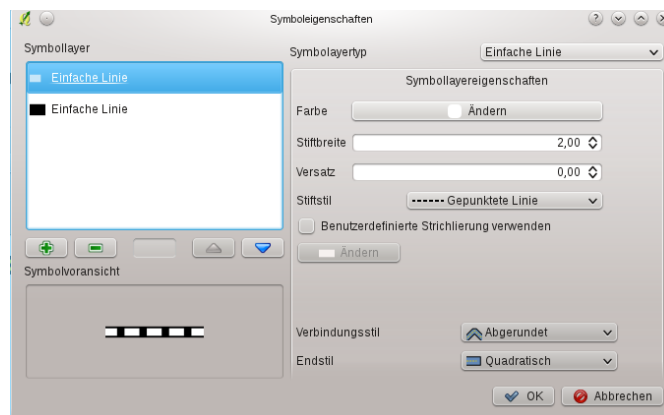 Symboleigenschaften
Symbollayer
Einfache Linie
Einfache Linie
Symbolvoransicht
Symbolayertyp
Einfache Linie
Symbollayereigenschaften
Farbe
Ändern
Stiftbreite
2,00
Versatz
0,00
Stiftstil
Gepunktete Linie
Benutzerdefinierte Strichlierung verwenden
Ändern
Verbindungsstil
Abgerundet
Endstil
Quadratisch
OK
Abbrechen